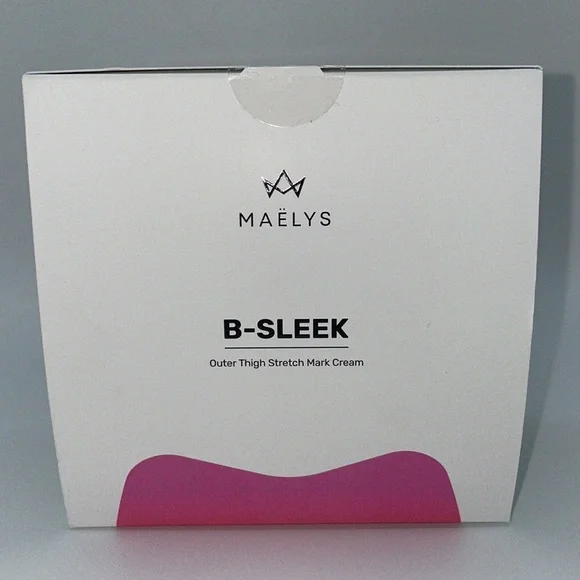 MAËLYS
B-SLEEK
Outer Thigh Stretch Mark Cream